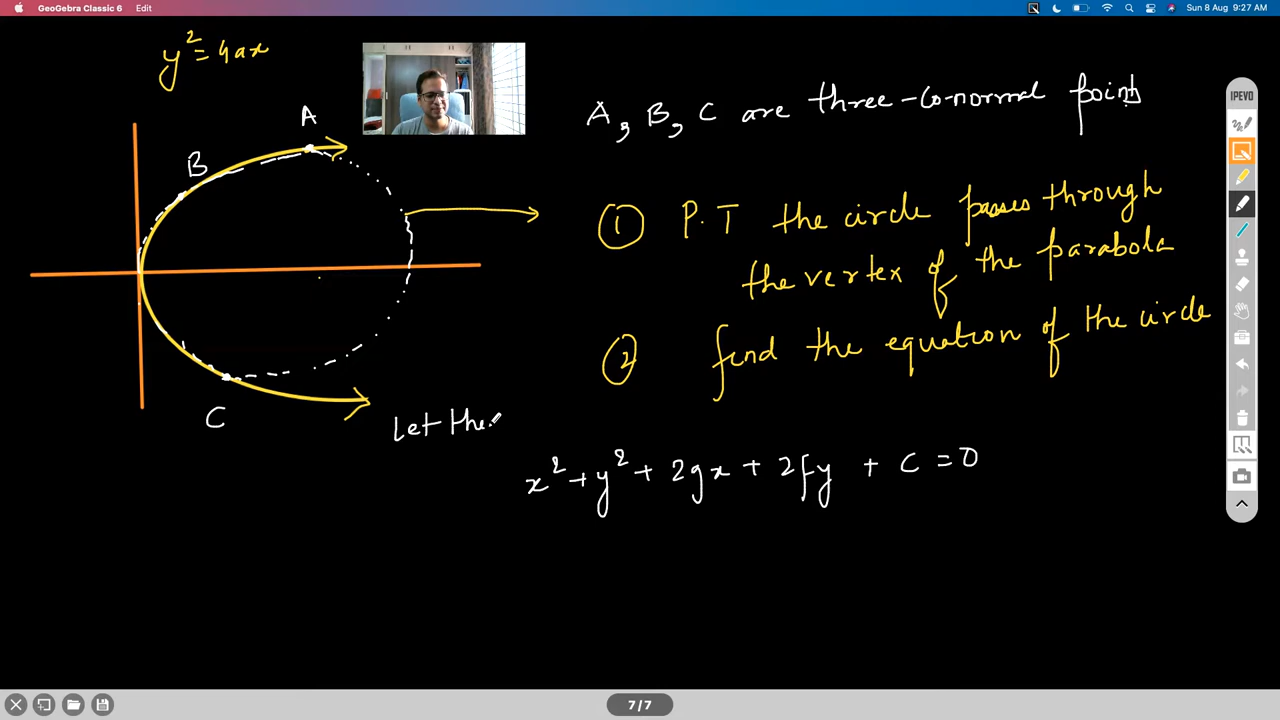 GeoGebra Classic 6 Edit
Sun 8 Aug 9:27 AM
y² = 4ax
A
B
C
A, B, C are three-co-normal points
① P.T the circle passes through
the vertex of the parabola
② find the equation of the circle
Let the
x² + y² + 2gx + 2fy + c = 0
IPEVO
7/7